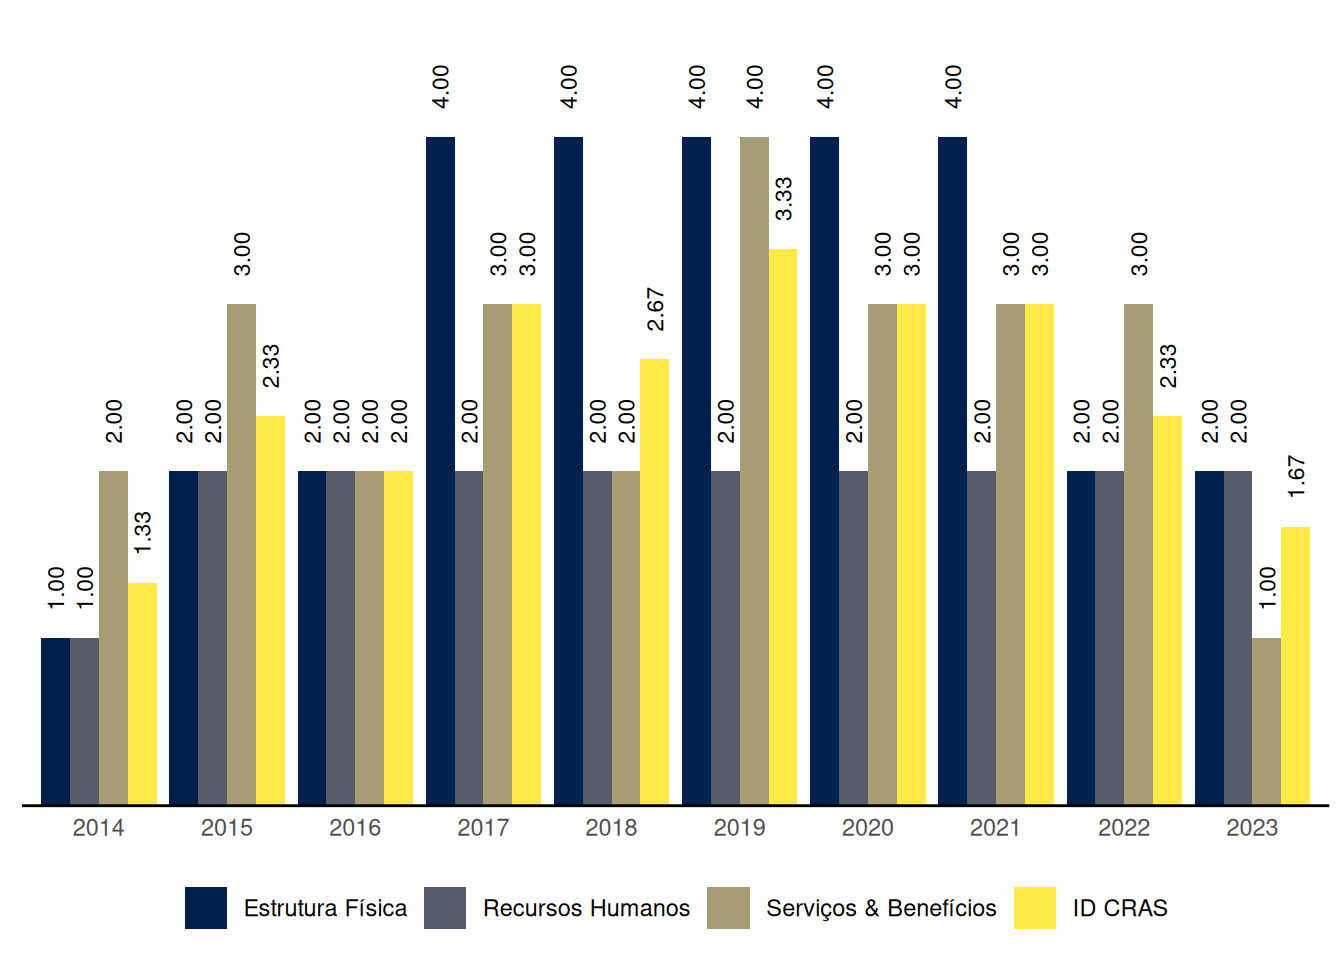 4.00 4.00 4.00 4.00 4.00 4.00
3.33
3.00 3.00 3.00 3.00 3.00 3.00 3.00 3.00
2.67
2.33 2.33
2.00 2.00 2.00 2.00 2.00 2.00 2.00 2.00 2.00 2.00 2.00 2.00 2.00 2.00 2.00 2.00 2.00 2.00
1.67
1.33
1.00 1.00 1.00
2014 2015 2016 2017 2018 2019 2020 2021 2022 2023
Estrutura Física Recursos Humanos Serviços & Benefícios ID CRAS